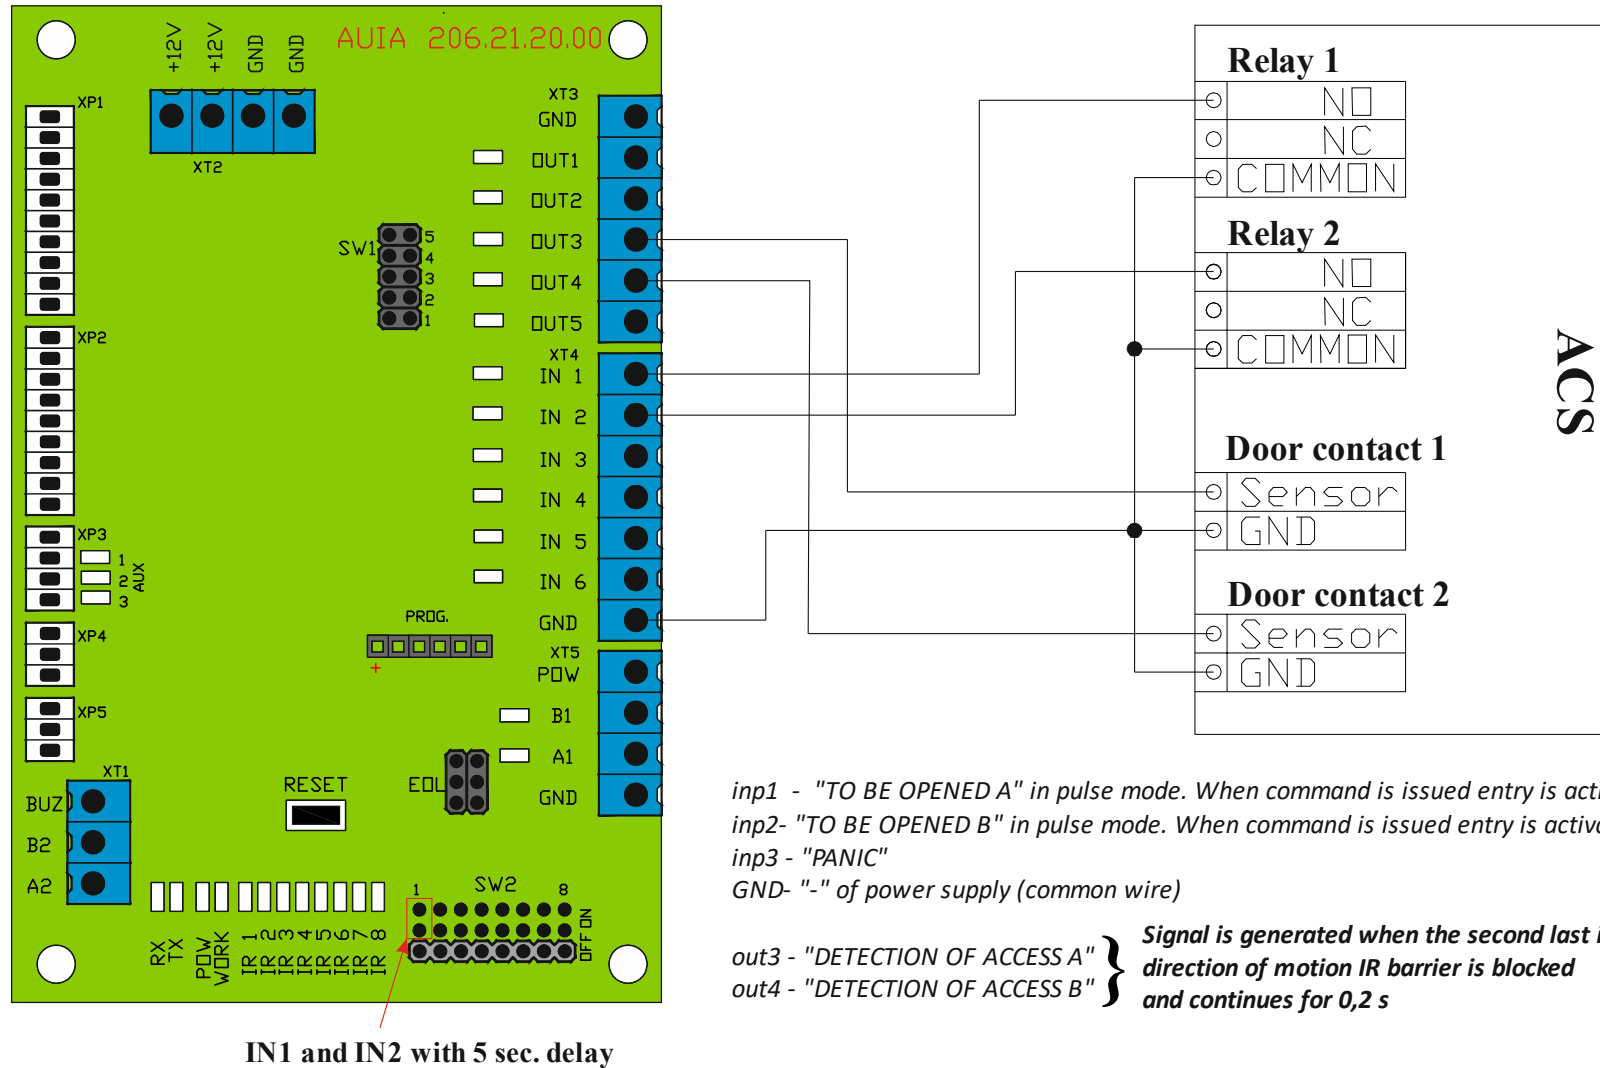 AUIA 206.21.20.00
+12V
+12V
GND
GND
XT2
XP1
XP2
XP3
1
2
3
AUX
XP4
XP5
XT1
BUZ
B2
A2
SW1
5
4
3
2
1
XT3
GND
OUT1
OUT2
OUT3
OUT4
OUT5
XT4
IN 1
IN 2
IN 3
IN 4
IN 5
IN 6
GND
XT5
POW
B1
A1
GND
PROG.
+
RESET
EOL
RX
TX
POW
WORK
IR 1
IR 2
IR 3
IR 4
IR 5
IR 6
IR 7
IR 8
1
SW2
8
OFF ON
IN1 and IN2 with 5 sec. delay
Relay 1
NO
NC
COMMON
Relay 2
NO
NC
COMMON
Door contact 1
Sensor
GND
Door contact 2
Sensor
GND
ACS
inp1 - "TO BE OPENED A" in pulse mode. When command is issued entry is
inp2- "TO BE OPENED B" in pulse mode. When command is issued entry is
inp3 - "PANIC"
GND- "-" of power supply (common wire)
out3 - "DETECTION OF ACCESS A"
out4 - "DETECTION OF ACCESS B"
}
Signal is generated when the second last
direction of motion IR barrier is blocked
and continues for 0,2 s